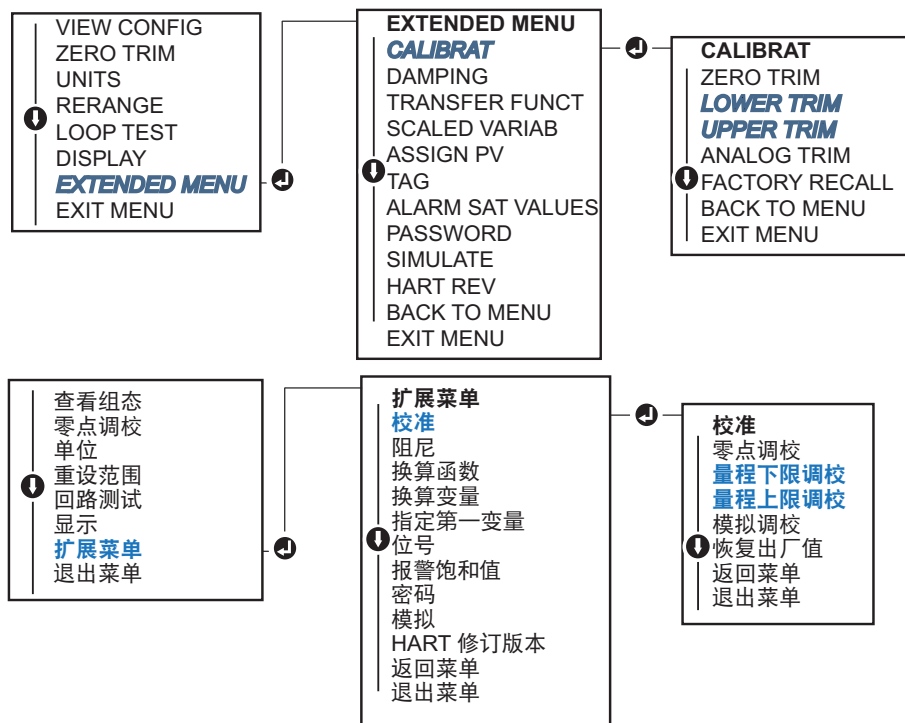 VIEW CONFIG
ZERO TRIM
UNITS
RERANGE
LOOP TEST
DISPLAY
EXTENDED MENU
EXIT MENU
EXTENDED MENU
CALIBRAT
DAMPING
TRANSFER FUNCT
SCALED VARIAB
ASSIGN PV
TAG
ALARM SAT VALUES
PASSWORD
SIMULATE
HART REV
BACK TO MENU
EXIT MENU
CALIBRAT
ZERO TRIM
LOWER TRIM
UPPER TRIM
ANALOG TRIM
FACTORY RECALL
BACK TO MENU
EXIT MENU
查看组态
零点调校
单位
重设范围
回路测试
显示
扩展菜单
退出菜单
扩展菜单
校准
阻尼
换算函数
换算变量
指定第一变量
位号
报警饱和值
密码
模拟
HART 修订版本
返回菜单
退出菜单
校准
零点调校
量程下限调校
量程上限调校
模拟调校
恢复出厂值
返回菜单
退出菜单